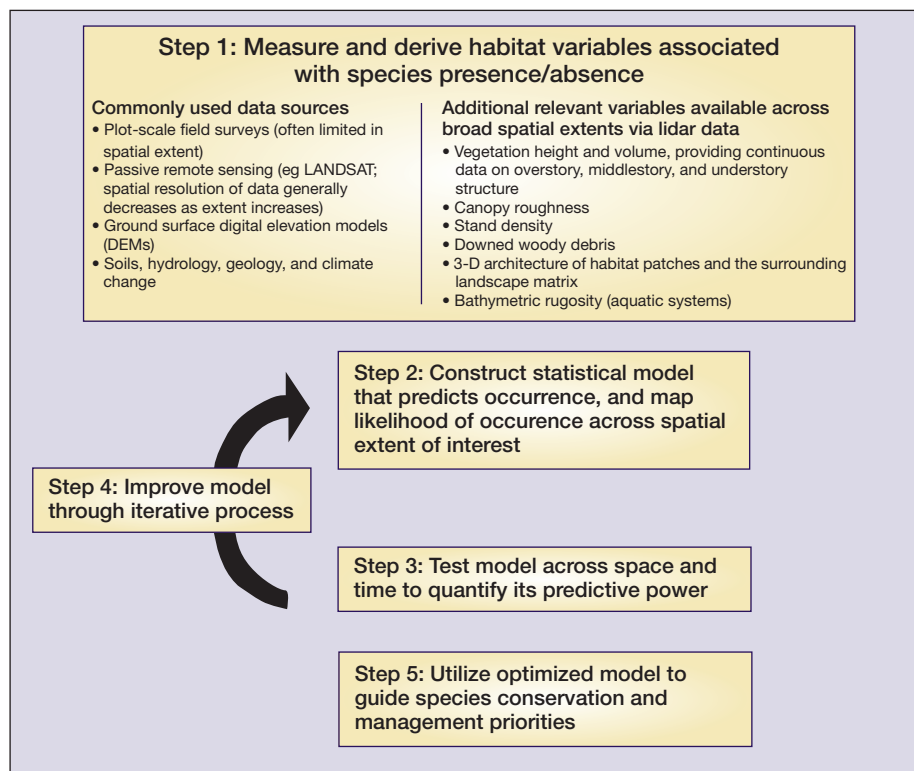 Step 1: Measure and derive habitat variables associated
with species presence/absence
Commonly used data sources
• Plot-scale field surveys (often limited in
spatial extent)
• Passive remote sensing (eg LANDSAT;
spatial resolution of data generally
decreases as extent increases)
• Ground surface digital elevation models
(DEMs)
• Soils, hydrology, geology, and climate
change
Additional relevant variables available across
broad spatial extents via lidar data
• Vegetation height and volume, providing continuous
data on overstory, middlestory, and understory
structure
• Canopy roughness
• Stand density
• Downed woody debris
• 3-D architecture of habitat patches and the surrounding
landscape matrix
• Bathymetric rugosity (aquatic systems)
Step 2: Construct statistical model
that predicts occurrence, and map
likelihood of occurence across spatial
extent of interest
Step 4: Improve model
through iterative process
Step 3: Test model across space and
time to quantify its predictive power
Step 5: Utilize optimized model to
guide species conservation and
management priorities